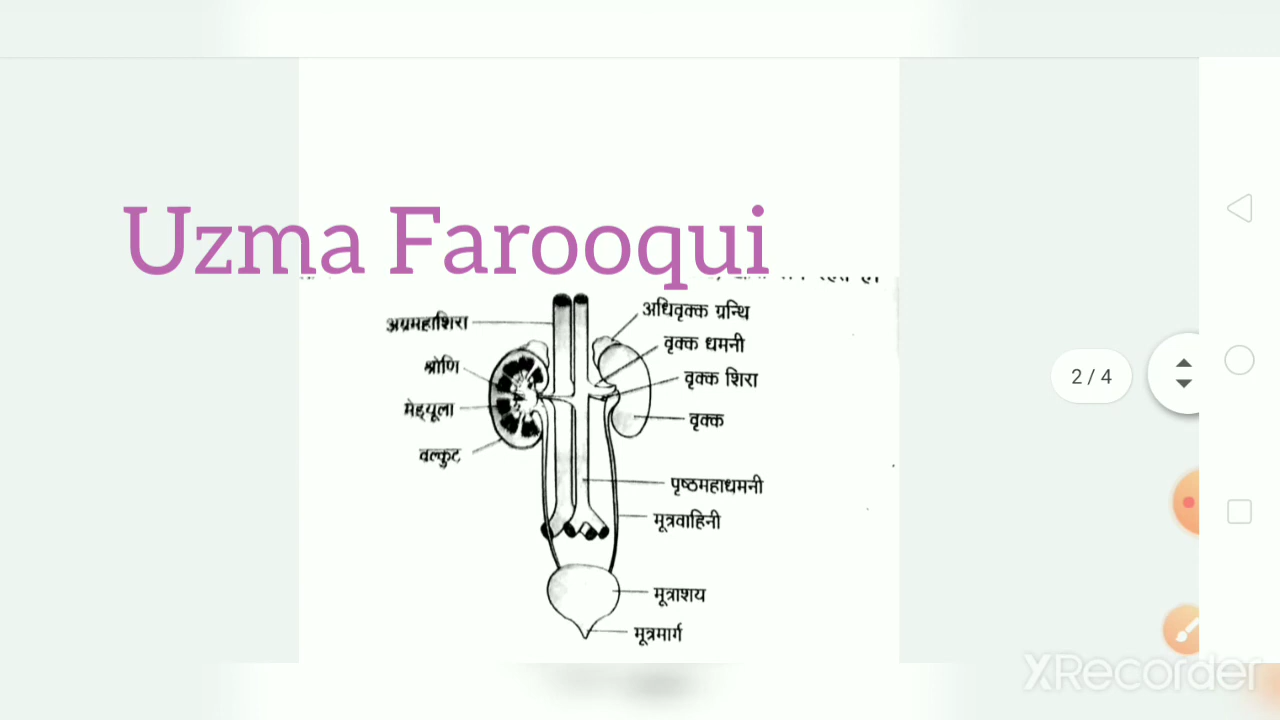 Uzma Farooqui
अग्रमहाशिरा
अधिवृक्क ग्रन्थि
वृक्क धमनी
श्रोणि
वृक्क शिरा
मेड्यूला
वृक्क
वल्कुट
पृष्ठमहाधमनी
मूत्रवाहिनी
मूत्राशय
मूत्रमार्ग
2/4
XRecorder